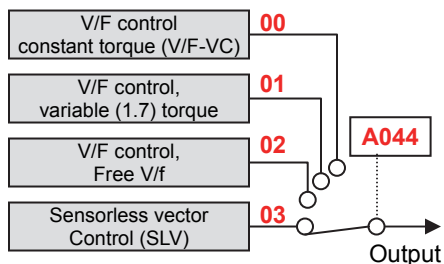 V/F control
constant torque (V/F-VC)
00
V/F control,
variable (1.7) torque
01
V/F control,
Free V/f
02
A044
Sensorless vector
Control (SLV)
03
Output